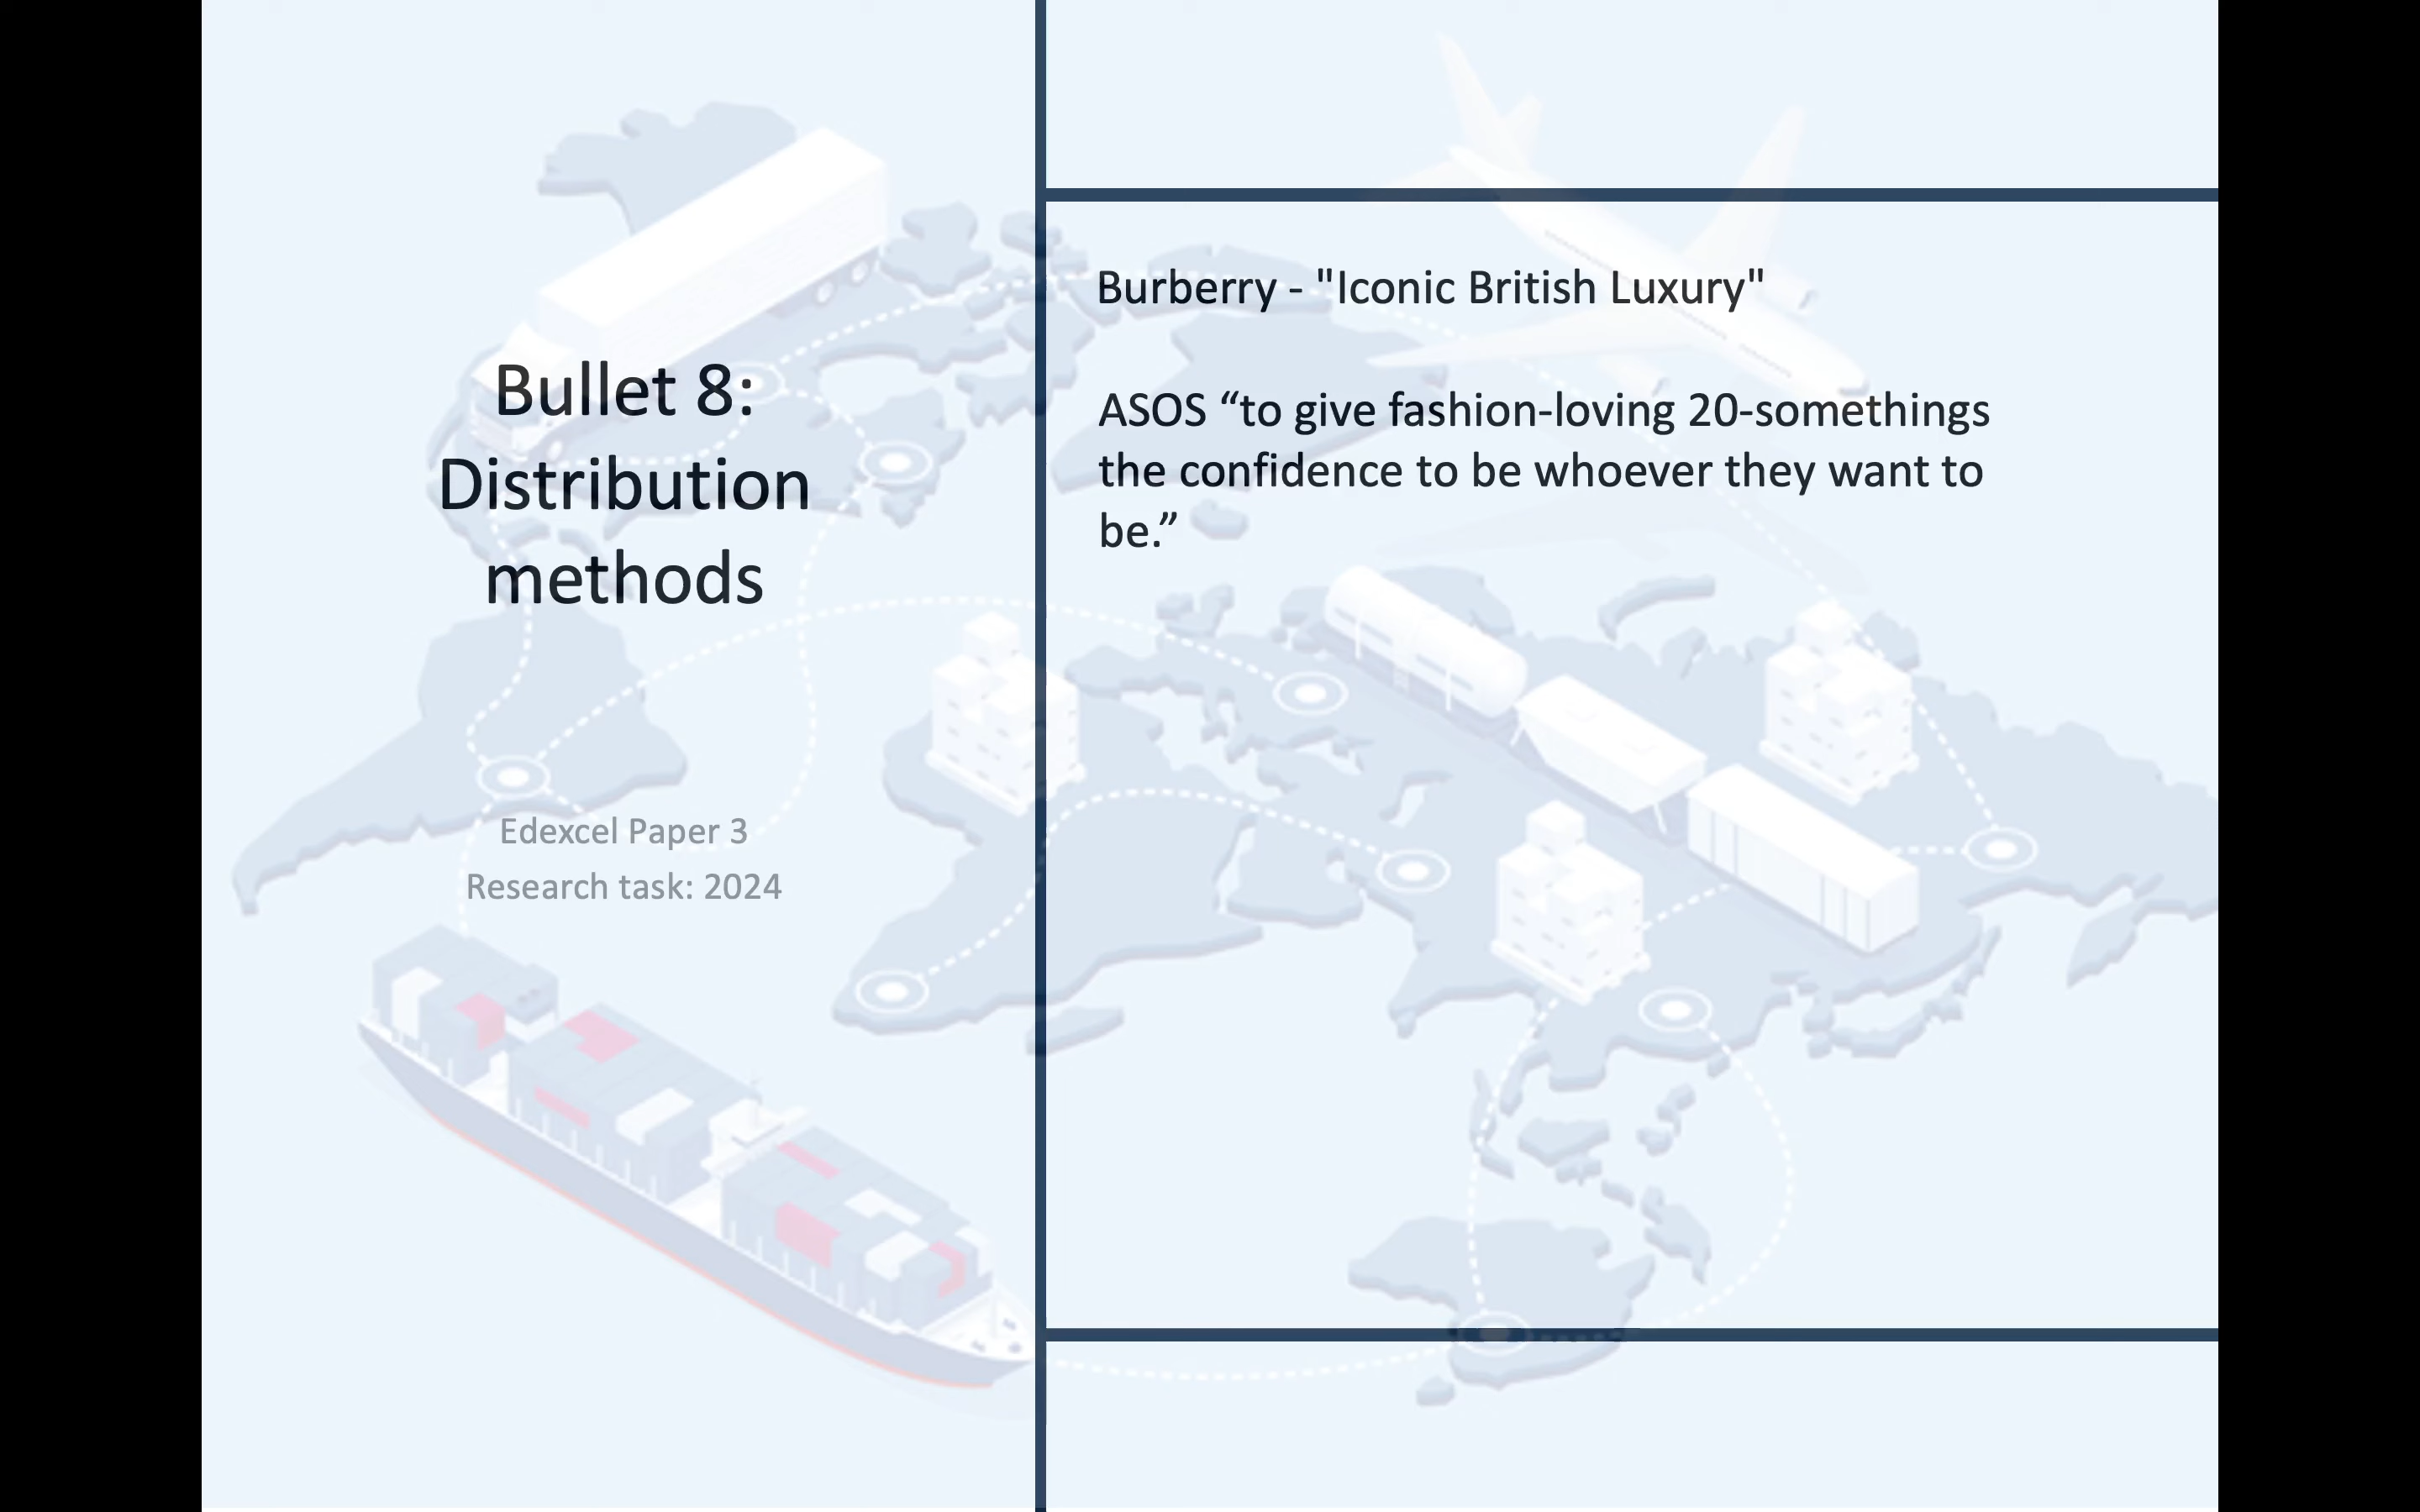 Bullet 8:
Distribution
methods
Edexcel Paper 3
Research task: 2024
Burberry - "Iconic British Luxury"
ASOS “to give fashion-loving 20-somethings
the confidence to be whoever they want to
be.”